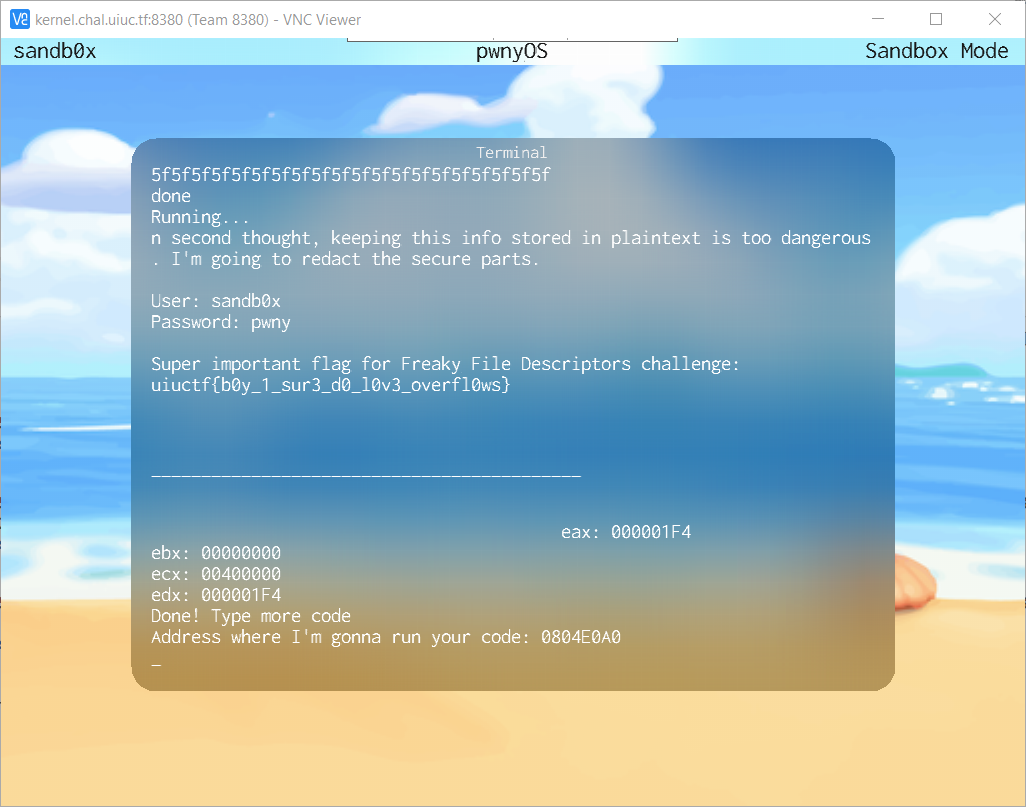 V2 kernel.chal.uiuc.tf:8380 (Team 8380) - VNC Viewer
sandb0x pwnyOS Sandbox Mode
Terminal
5f5f5f5f5f5f5f5f5f5f5f5f5f5f5f5f5f5f5f5f
done
Running...
n second thought, keeping this info stored in plaintext is too dangerous
. I'm going to redact the secure parts.
User: sandb0x
Password: pwny
Super important flag for Freaky File Descriptors challenge:
uiuctf{b0y_1_sur3_d0_l0v3_overfl0ws}
___________________________________________
eax: 000001F4
ebx: 00000000
ecx: 00400000
edx: 000001F4
Done! Type more code
Address where I'm gonna run your code: 0804E0A0
_